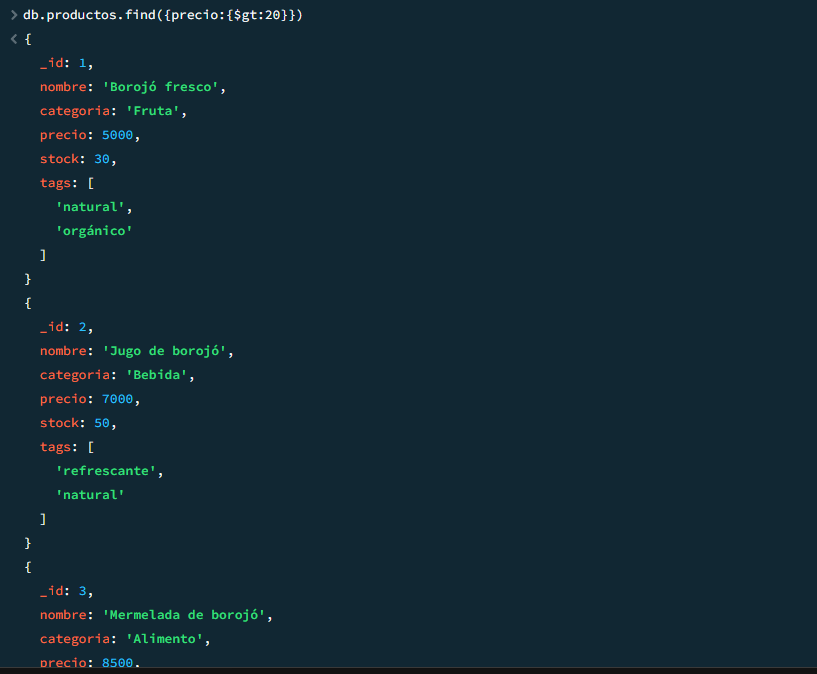 > db.productos.find({precio:{$gt:20}})
< {
_id: 1,
nombre: 'Borojó fresco',
categoria: 'Fruta',
precio: 5000,
stock: 30,
tags: [
'natural',
'orgánico'
]
}
{
_id: 2,
nombre: 'Jugo de borojó',
categoria: 'Bebida',
precio: 7000,
stock: 50,
tags: [
'refrescante',
'natural'
]
}
{
_id: 3,
nombre: 'Mermelada de borojó',
categoria: 'Alimento',
precio: 8500,